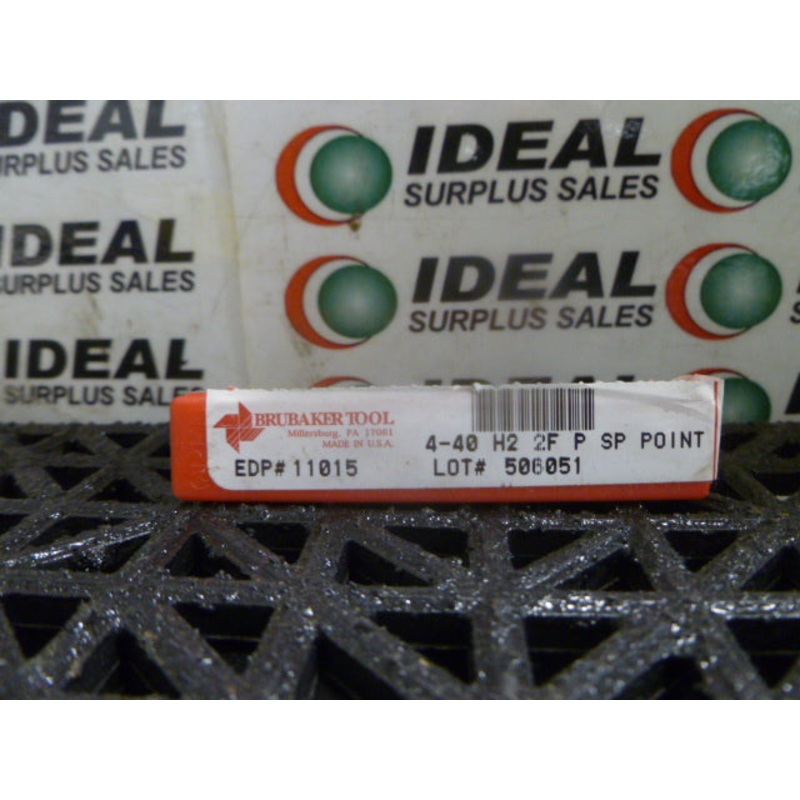 IDEAL
SURPLUS SALES
IDEAL
SURPLUS SALES
IDEAL
SURPLUS SALES
IDEAL
SURPLUS SALES
IDEAL
SURPLUS SALES
BRUBAKER TOOL
Millersburg, PA 17061
MADE IN U.S.A.
4-40 H2 2F P SP POINT
EDP# 11015
LOT# 506051